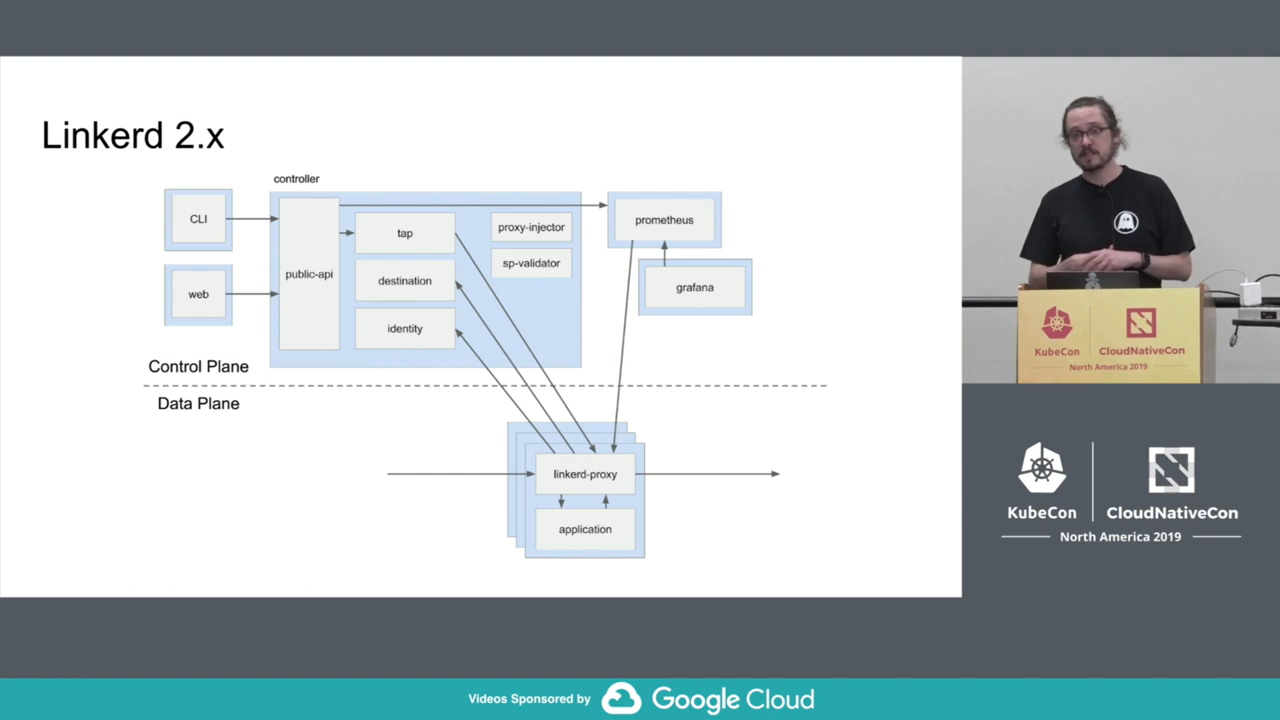 Linkerd 2.x
controller
CLI
web
public-api
tap
destination
identity
proxy-injector
sp-validator
prometheus
grafana
Control Plane
Data Plane
linkerd-proxy
application
KubeCon
CloudNativeCon
North America 2019
KubeCon
CloudNativeCon
North America 2019
Videos Sponsored by
Google Cloud